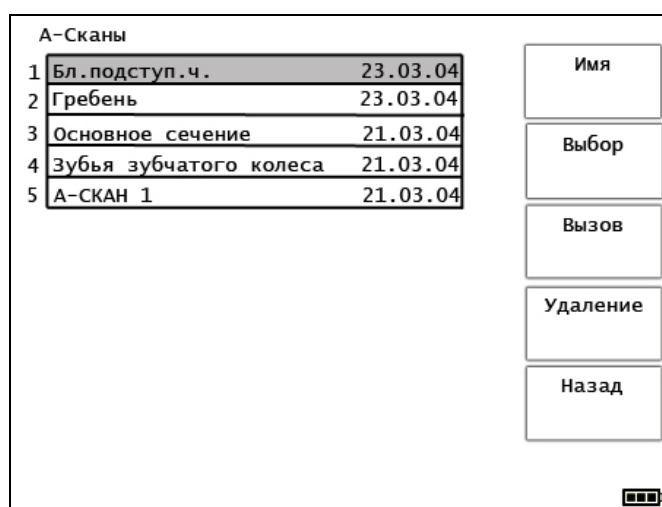 А-Сканы
1 Бл.подступ.ч. 23.03.04
2 Гребень 23.03.04
3 Основное сечение 21.03.04
4 Зубья зубчатого колеса 21.03.04
5 А-СКАН 1 21.03.04
Имя
Выбор
Вызов
Удаление
Назад